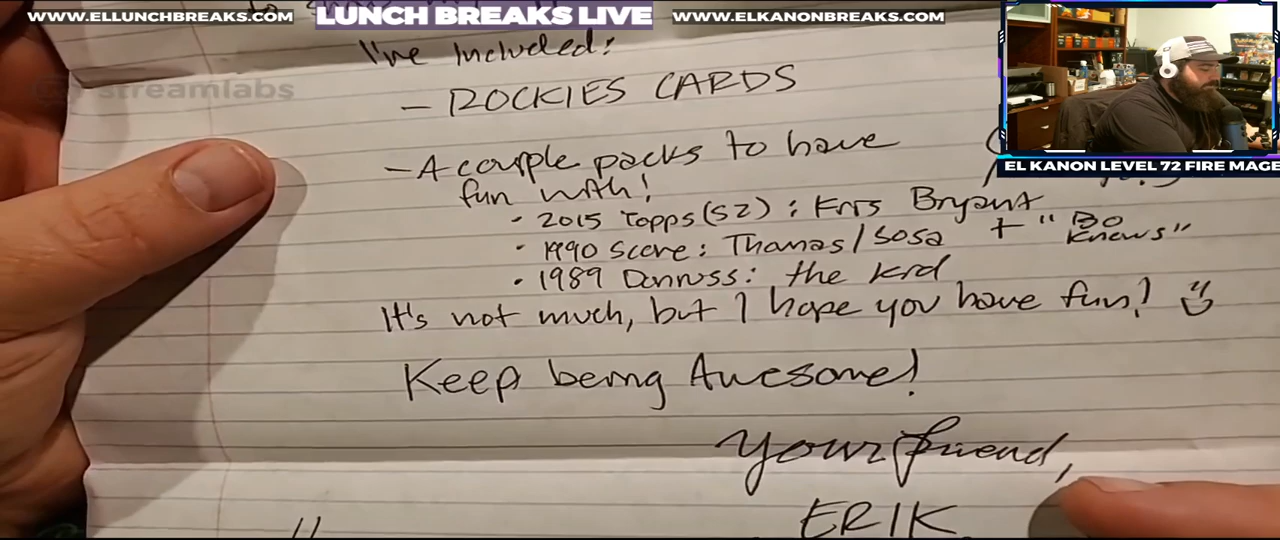 WWW.ELLUNCHBREAKS.COM LUNCH BREAKS LIVE WWW.ELKANONBREAKS.COM
I've Included:
streamlabs
- ROCKIES CARDS
EL KANON LEVEL 72 FIRE MAGE
- A couple packs to have
fun with!
• 2015 Topps (S2): Kris Bryant
• 1990 Score: Thomas/Sosa + "Bo Knows"
• 1989 Donruss: the Kid
It's not much, but I hope you have fun!
Keep being Awesome!
Your friend,
ERIK